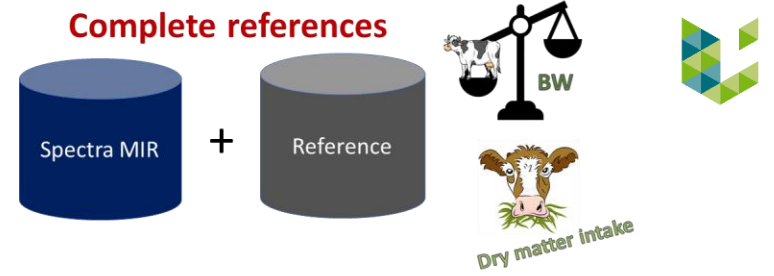 Complete references
BW
Spectra MIR
+
Reference
Dry matter intake